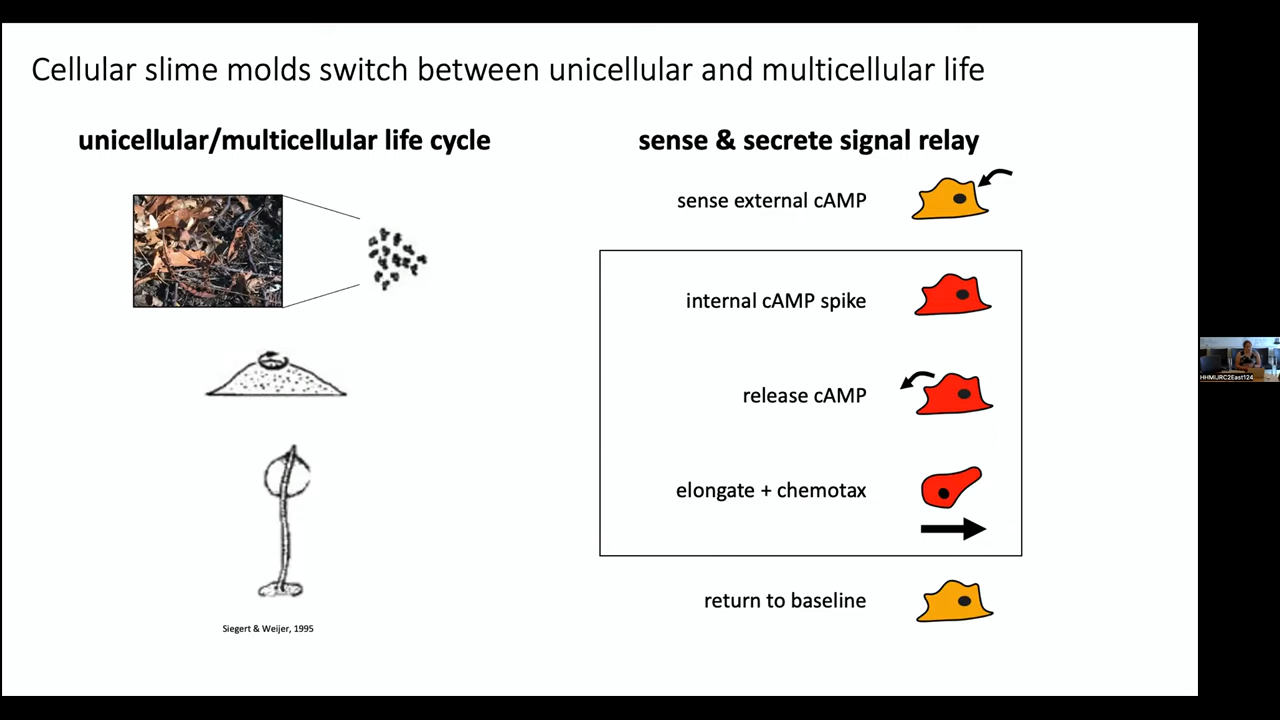 Cellular slime molds switch between unicellular and multicellular life
unicellular/multicellular life cycle
Siegert & Weijer, 1995
sense & secrete signal relay
sense external cAMP
internal cAMP spike
release cAMP
elongate + chemotax
return to baseline
HHMIJRC2East124